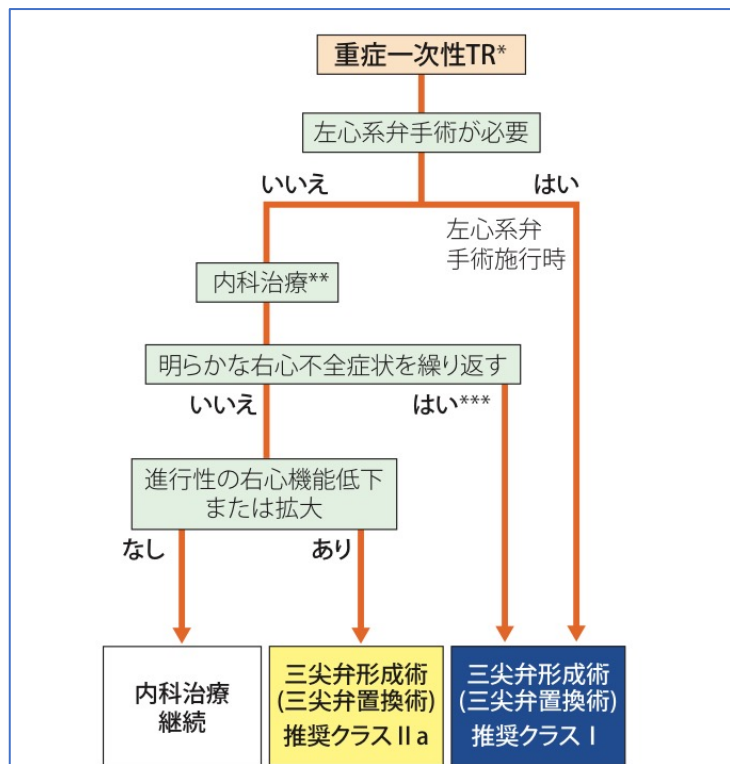 重症一次性TR*
左心系弁手術が必要
いいえ
はい
左心系弁
手術施行時
内科治療**
明らかな右心不全症状を繰り返す
いいえ
はい***
進行性の右心機能低下
または拡大
なし
あり
内科治療
継続
三尖弁形成術
(三尖弁置換術)
推奨クラスⅡa
三尖弁形成術
(三尖弁置換術)
推奨クラスⅠ